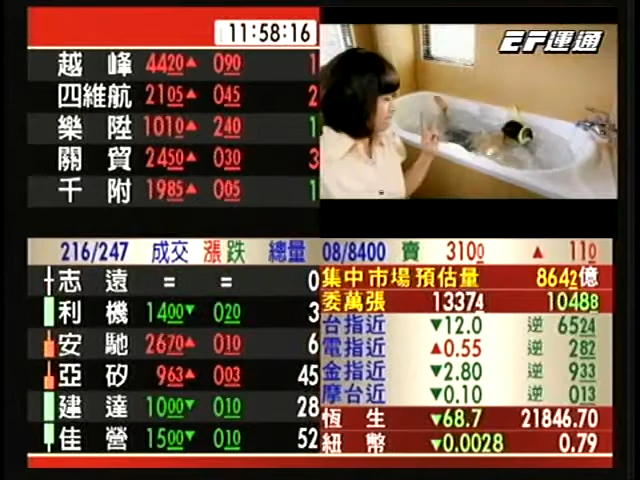 11:58:16
越峰 4420▲ 090 1
四維航 2105▲ 045 2
樂陞 1010▲ 240 1
關貿 2450▲ 030 3
千附 1985▲ 005 1
EF運通
216/247 成交 漲跌 總量
志遠 = = 0
利機 1400▼ 020 3
安馳 2670▲ 010 6
亞矽 963▲ 003 45
建達 1000▼ 010 28
佳營 1500▼ 010 52
08/8400 賣 3100 ▲ 110
集中市場預估量 8642億
委萬張 13374 10488
台指近 ▼12.0 逆 6524
電指近 ▲0.55 逆 282
金指近 ▼2.80 逆 933
摩台近 ▼0.10 逆 013
恆生 ▼68.7 21846.70
紐幣 ▼0.0028 0.79